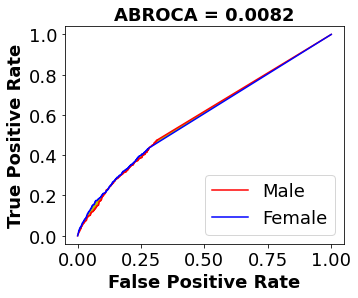 ABROCA = 0.0082
True Positive Rate
1.0
0.8
0.6
0.4
0.2
0.0
Male
Female
0.00 0.25 0.50 0.75 1.00
False Positive Rate